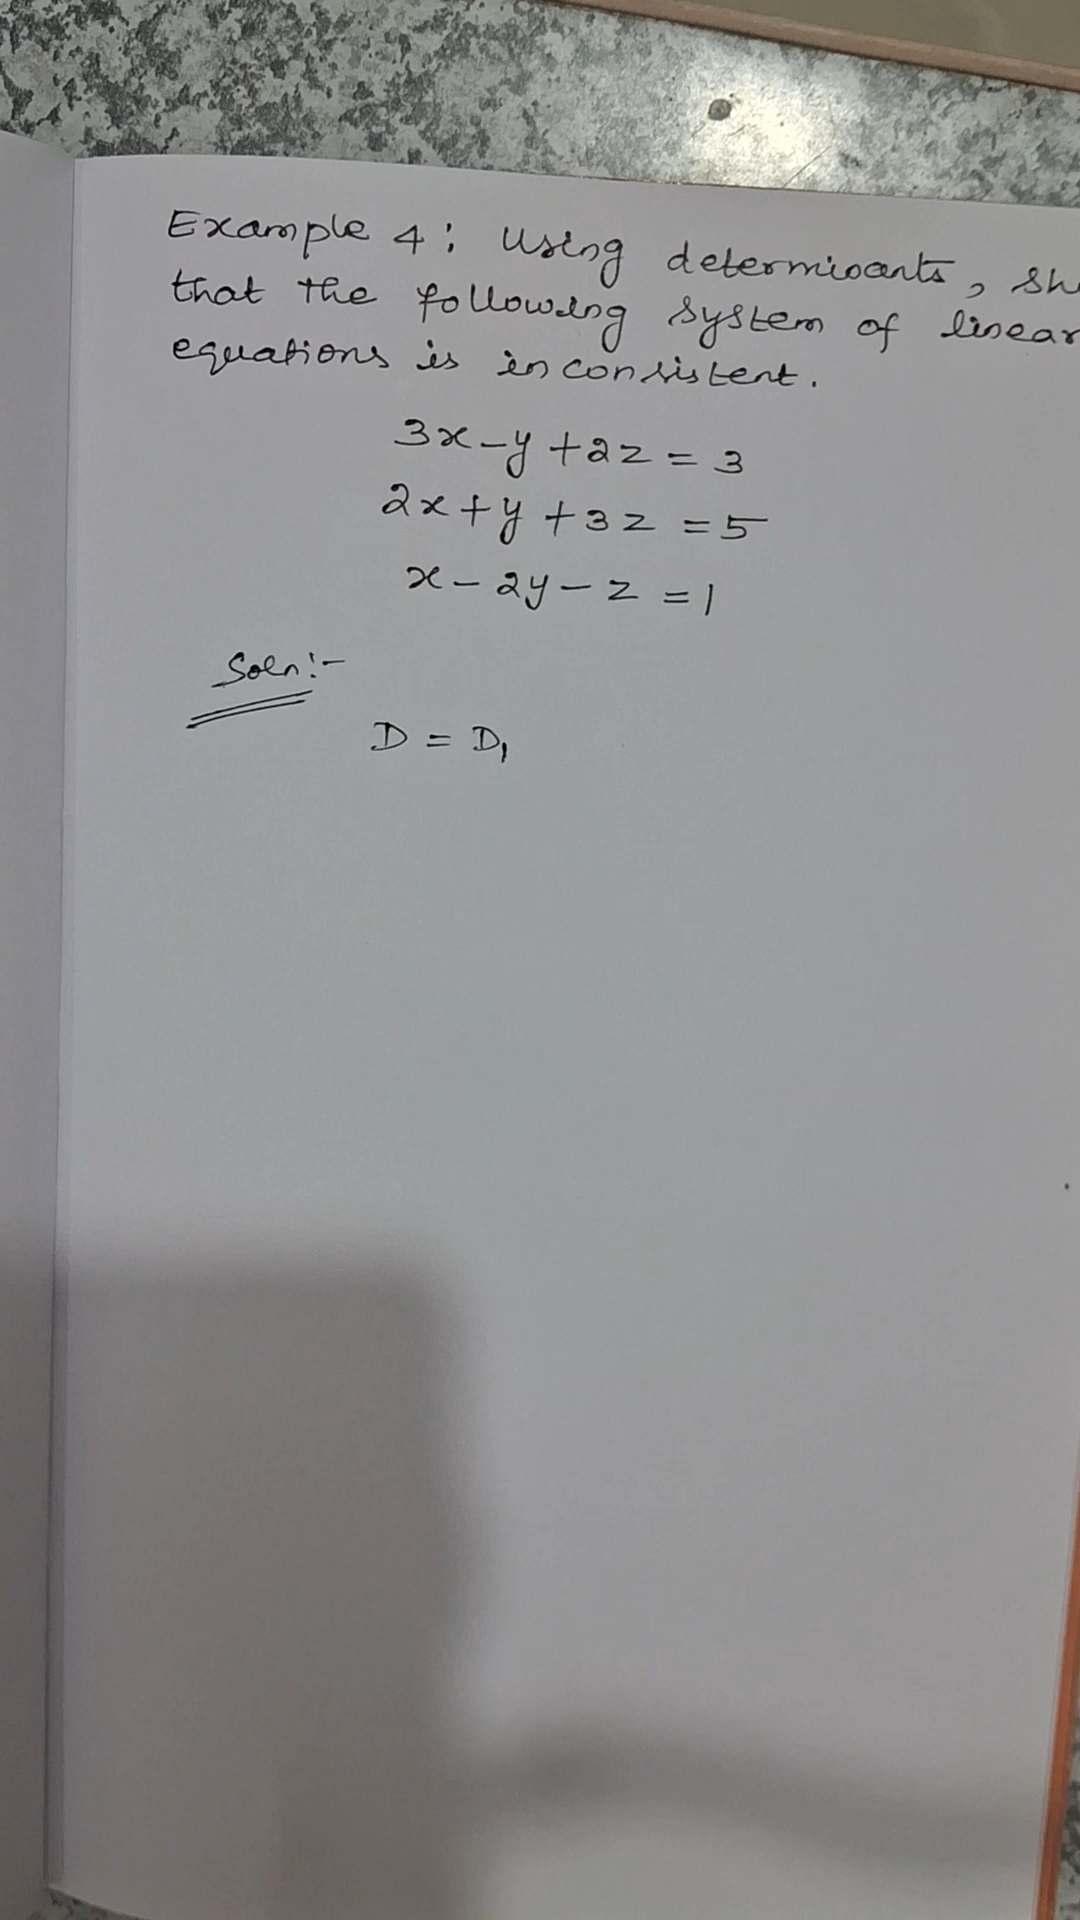 Example 4: Using determinants, sh
that the following system of linear
equations is inconsistent.
3x-y+2z=3
2x+y+3z=5
x-2y-z=1
Soln:-
D = D₁